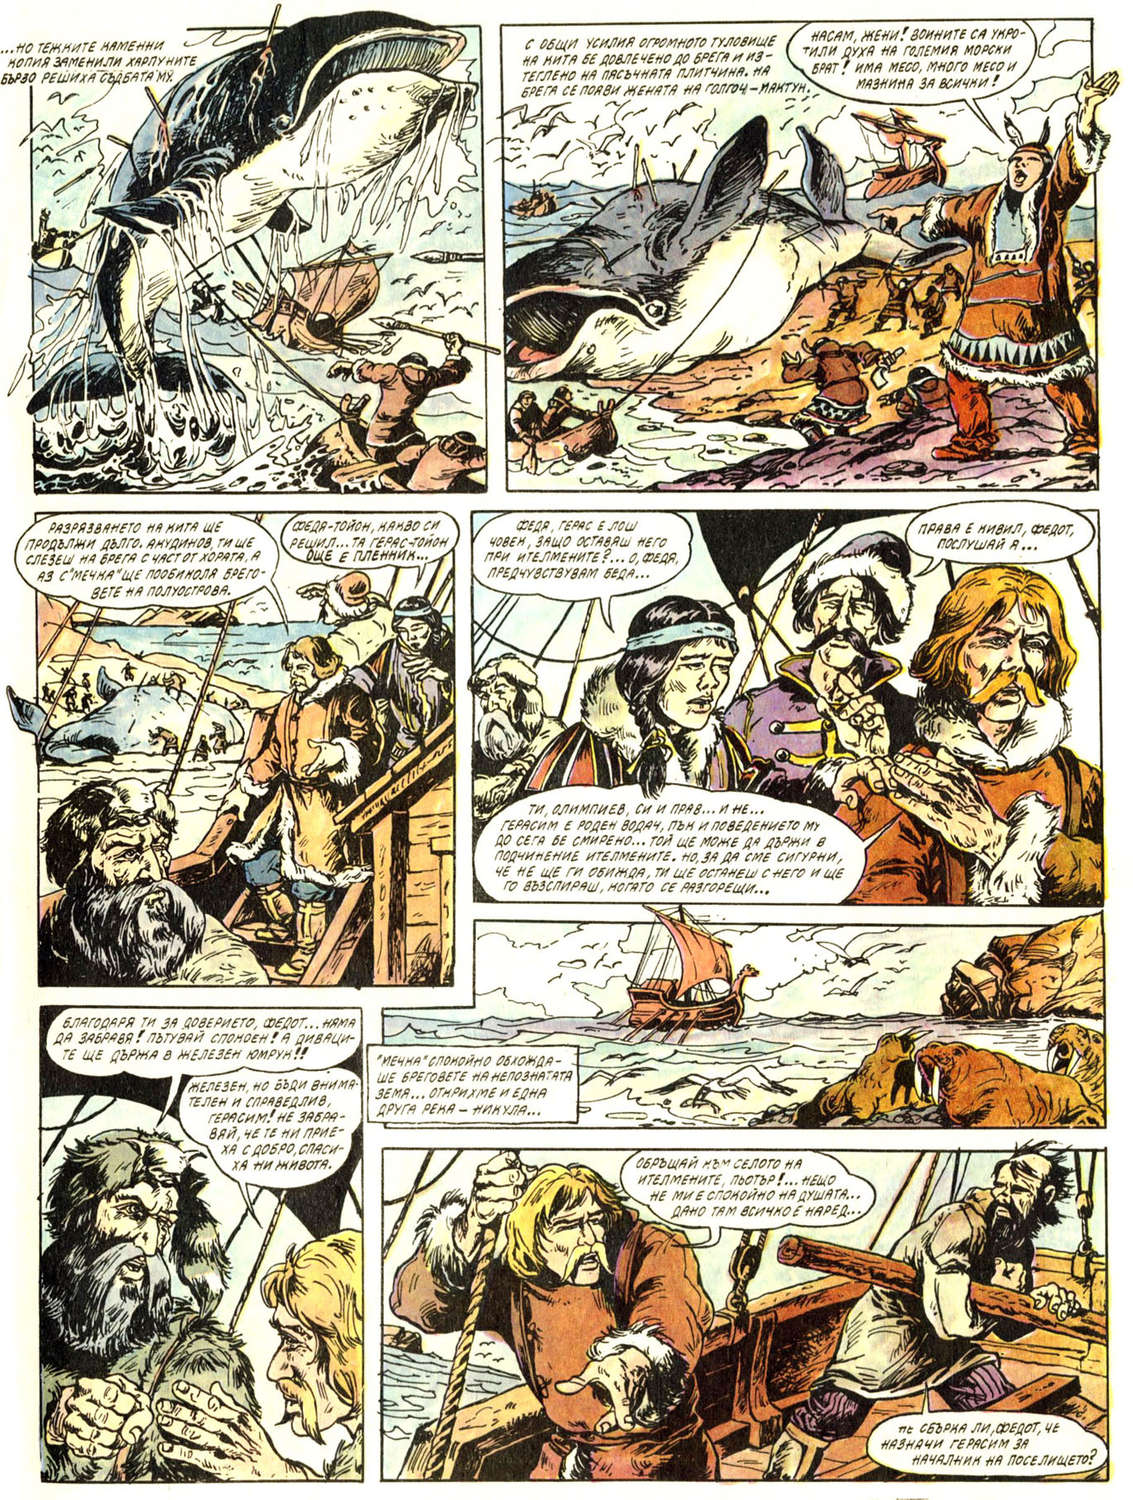 ...НО ТЕЖКИТЕ КАМЕННИ
КОПИЯ ЗАМЕНИЛИ ХАРПУНИТЕ
БЪРЗО РЕШИХА СЪДБАТА МУ.
С ОБЩИ УСИЛИЯ ОГРОМНОТО ТУЛОВИЩЕ
НА КИТА БЕ ДОВЛЕЧЕНО ДО БРЕГА И ИЗ-
ТЕГЛЕНО НА ПЯСЪЧНАТА ПЛИТЧИНА. НА
БРЕГА СЕ ПОЯВИ ЖЕНАТА НА ГОЛГОЧ - МАКТУК.
НАСАМ, ЖЕНИ! ВОИНИТЕ СА УКРО-
ТИЛИ ДУХА НА ГОЛЕМИЯ МОРСКИ
БРАТ! ИМА МЕСО, МНОГО МЕСО И
МАЗНИНА ЗА ВСИЧКИ!
РАЗРЯЗВАНЕТО НА КИТА ЩЕ
ПРОДЪЛЖИ ДЪЛГО. АКУДИНОВ, ТИ ЩЕ
СЛЕЗЕШ НА БРЕГА С ЧАСТ ОТ ХОРАТА, А
АЗ С "МЕЧКА" ЩЕ ПООБИКОЛЯ БРЕГО-
ВЕТЕ НА ПОЛУОСТРОВА.
ФЕДЯ-ТОЙОН, КАКВО СИ
РЕШИЛ... ТА ГЕРАС-ТОЙОН
ОЩЕ Е ПЛЕННИК...
ФЕДЯ, ГЕРАС Е ЛОШ
ЧОВЕК, ЗАЩО ОСТАВЯШ НЕГО
ПРИ ИТЕЛМЕНИТЕ?... О, ФЕДЯ,
ПРЕДЧУВСТВУВАМ БЕДА...
ПРАВА Е КИВИЛ, ФЕДОТ,
ПОСЛУШАЙ Я...
ТИ, ОЛИМПИЕВ, СИ И ПРАВ... И НЕ...
ГЕРАСИМ Е РОДЕН ВОДАЧ, ПЪК И ПОВЕДЕНИЕТО МУ
ДО СЕГА БЕ СМИРЕНО... ТОЙ ЩЕ МОЖЕ ДА ДЪРЖИ В
ПОДЧИНЕНИЕ ИТЕЛМЕНИТЕ. НО, ЗА ДА СМЕ СИГУРНИ,
ЧЕ НЕ ЩЕ ГИ ОБИЖДА, ТИ ЩЕ ОСТАНЕШ С НЕГО И ЩЕ
ГО ВЪЗСПИРАШ, КОГАТО СЕ РАЗГОРЕЩИ...
"МЕЧКА" СПОКОЙНО ОБХОЖДА-
ШЕ БРЕГОВЕТЕ НА НЕПОЗНАТАТА
ЗЕМЯ... ОТКРИХМЕ И ЕДНА
ДРУГА РЕКА - НИКУЛА...
БЛАГОДАРЯ ТИ ЗА ДОВЕРИЕТО, ФЕДОТ... НЯМА
ДА ЗАБРАВЯ! ПЪТУВАЙ СПОКОЕН! А ДИВАЦИ-
ТЕ ЩЕ ДЪРЖА В ЖЕЛЕЗЕН ЮМРУК!!
ЖЕЛЕЗЕН, НО БЪДИ ВНИМА-
ТЕЛЕН И СПРАВЕДЛИВ,
ГЕРАСИМ! НЕ ЗАБРА-
ВЯЙ, ЧЕ ТЕ НИ ПРИЕ-
ХА С ДОБРО, СПАСИ-
ХА НИ ЖИВОТА.
ОБРЪЩАЙ КЪМ СЕЛОТО НА
ИТЕЛМЕНИТЕ, ПЬОТЪР!... НЕЩО
НЕ МИ Е СПОКОЙНО НА ДУШАТА...
ДАНО ТАМ ВСИЧКО Е НАРЕД...
НЕ СБЪРКА ЛИ, ФЕДОТ, ЧЕ
НАЗНАЧИ ГЕРАСИМ ЗА
НАЧАЛНИК НА ПОСЕЛИЩЕТО?